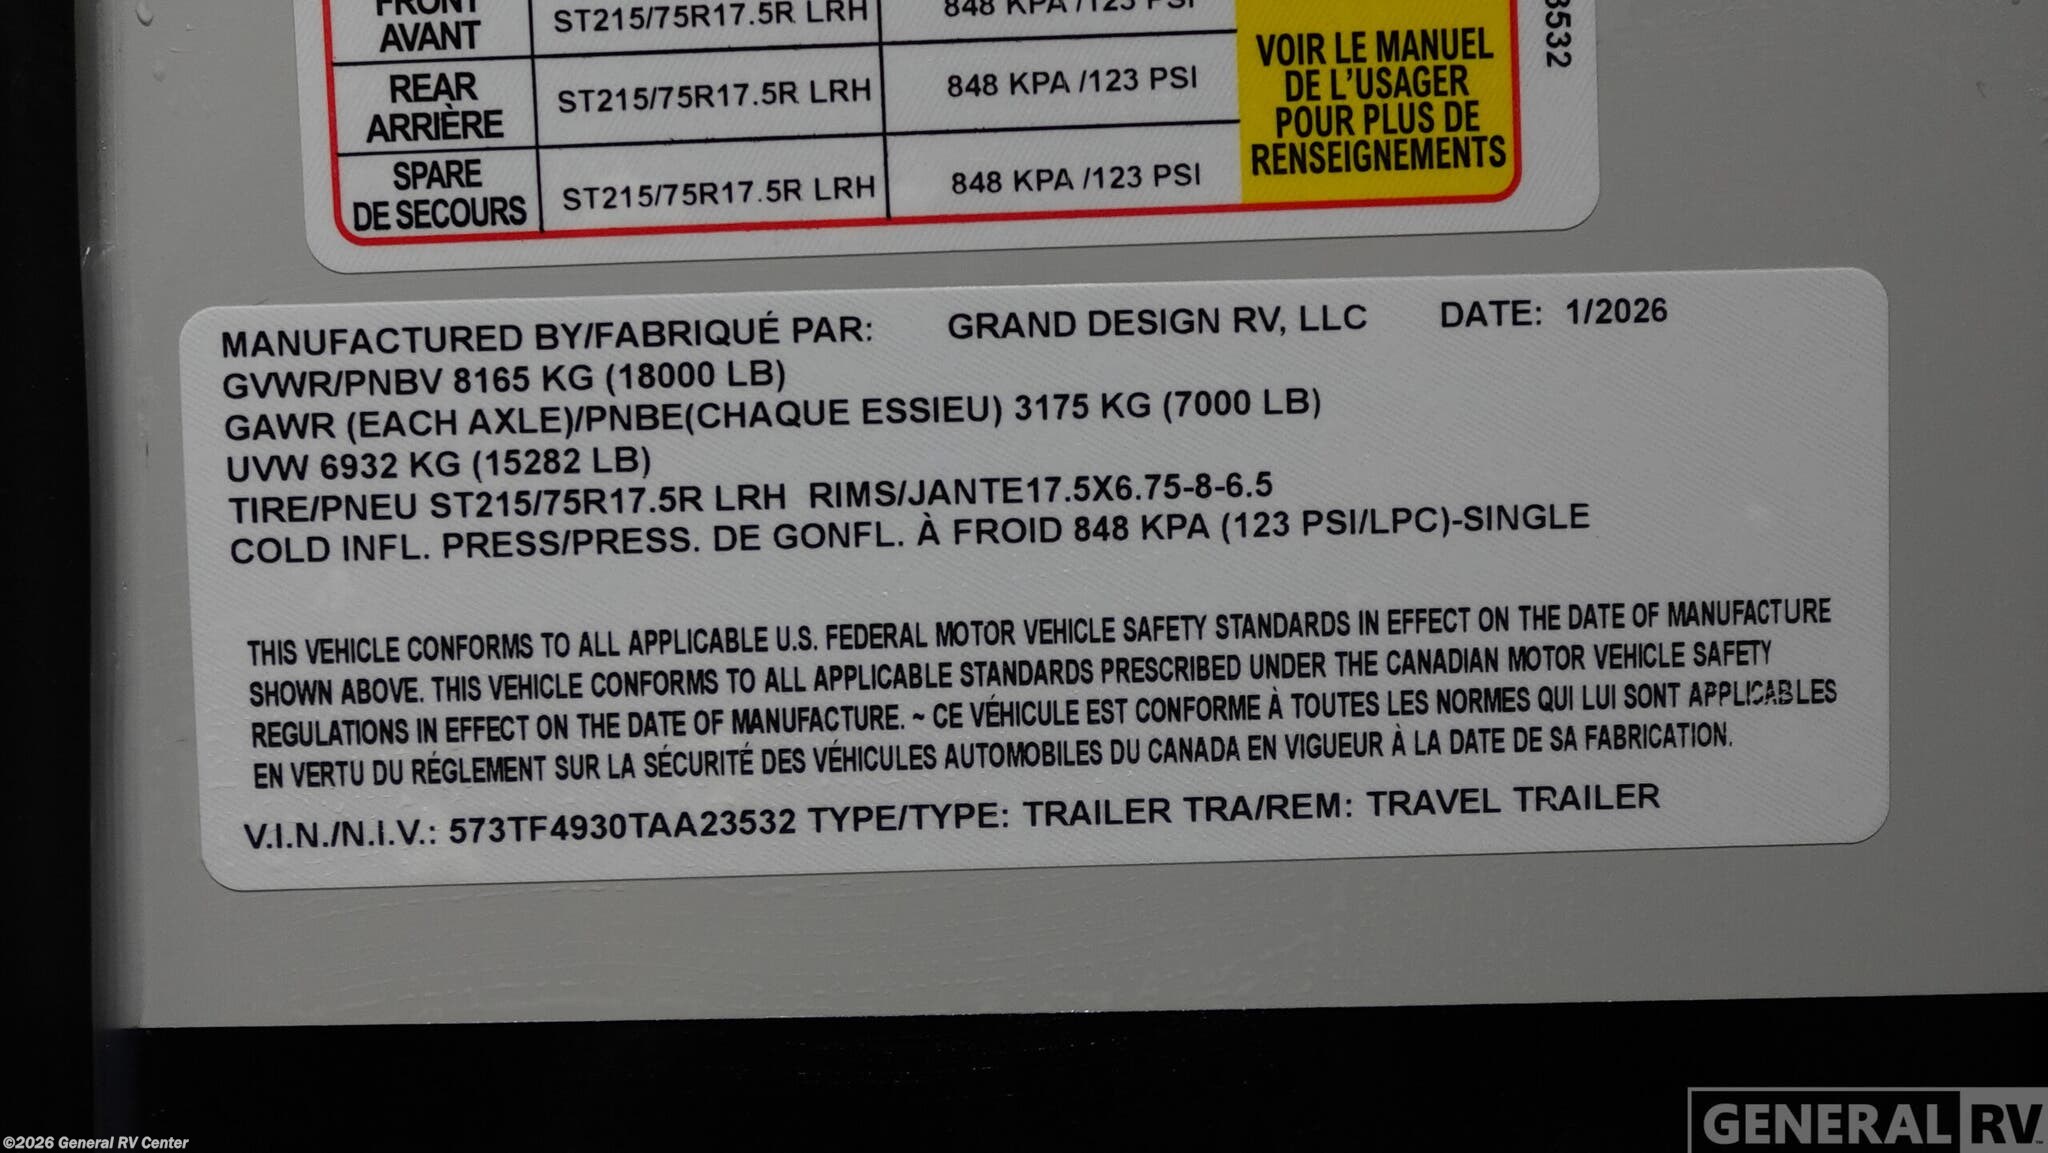 FRONT
AVANT
ST215/75R17.5R LRH
848 KPA /123 PSI
REAR
ARRIÈRE
ST215/75R17.5R LRH
848 KPA /123 PSI
SPARE
DE SECOURS
ST215/75R17.5R LRH
848 KPA /123 PSI
VOIR LE MANUEL
DE L'USAGER
POUR PLUS DE
RENSEIGNEMENTS
3532
MANUFACTURED BY/FABRIQUÉ PAR: GRAND DESIGN RV, LLC DATE: 1/2026
GVWR/PNBV 8165 KG (18000 LB)
GAWR (EACH AXLE)/PNBE(CHAQUE ESSIEU) 3175 KG (7000 LB)
UVW 6932 KG (15282 LB)
TIRE/PNEU ST215/75R17.5R LRH RIMS/JANTE17.5X6.75-8-6.5
COLD INFL. PRESS/PRESS. DE GONFL. À FROID 848 KPA (123 PSI/LPC)-SINGLE
THIS VEHICLE CONFORMS TO ALL APPLICABLE U.S. FEDERAL MOTOR VEHICLE SAFETY STANDARDS IN EFFECT ON THE DATE OF MANUFACTURE
SHOWN ABOVE. THIS VEHICLE CONFORMS TO ALL APPLICABLE STANDARDS PRESCRIBED UNDER THE CANADIAN MOTOR VEHICLE SAFETY
REGULATIONS IN EFFECT ON THE DATE OF MANUFACTURE. ~ CE VÉHICULE EST CONFORME À TOUTES LES NORMES QUI LUI SONT APPLICABLES
EN VERTU DU RÉGLEMENT SUR LA SÉCURITÉ DES VÉHICULES AUTOMOBILES DU CANADA EN VIGUEUR À LA DATE DE SA FABRICATION.
V.I.N./N.I.V.: 573TF4930TAA23532 TYPE/TYPE: TRAILER TRA/REM: TRAVEL TRAILER
©2026 General RV Center
GENERAL RV